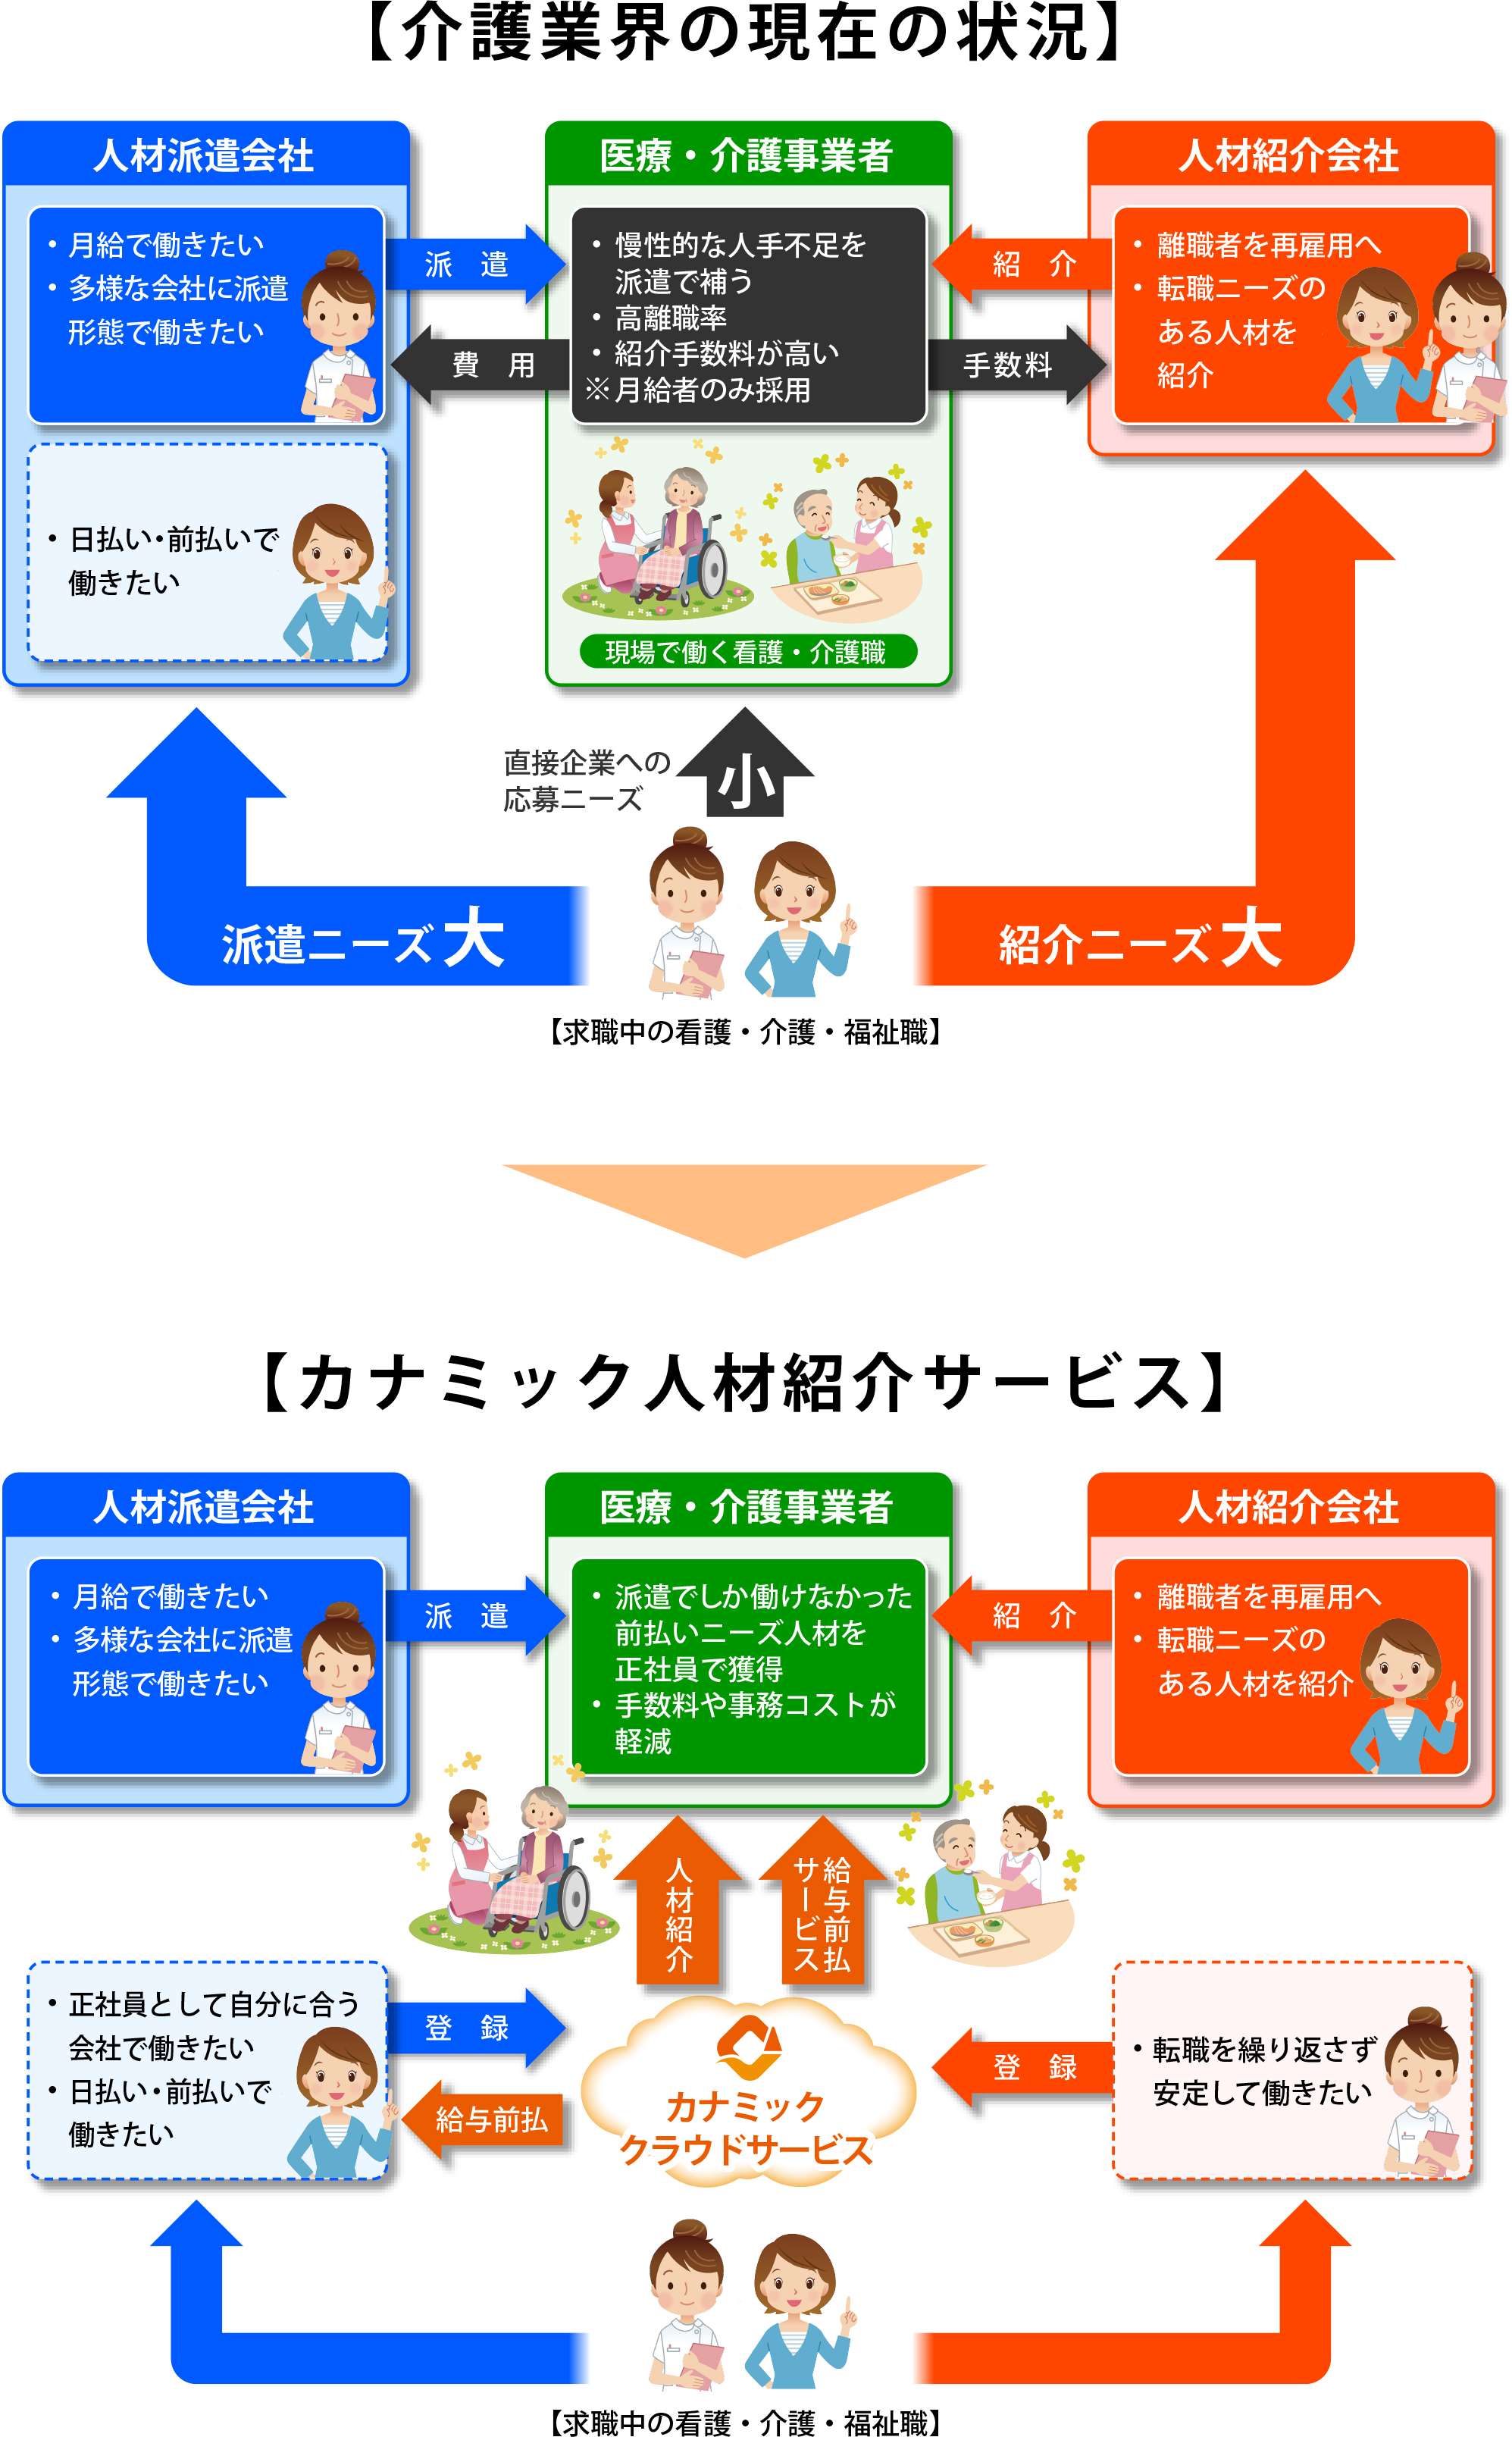 【介護業界の現在の状況】
人材派遣会社
・月給で働きたい
・多様な会社に派遣
形態で働きたい
・日払い・前払いで
働きたい
派 遣
費 用
医療・介護事業者
・慢性的な人手不足を
派遣で補う
・高離職率
・紹介手数料が高い
※月給者のみ採用
現場で働く看護・介護職
紹 介
手数料
人材紹介会社
・離職者を再雇用へ
・転職ニーズの
ある人材を
紹介
直接企業への
応募ニーズ
小
派遣ニーズ大
紹介ニーズ大
【求職中の看護・介護・福祉職】
【カナミック人材紹介サービス】
人材派遣会社
・月給で働きたい
・多様な会社に派遣
形態で働きたい
派 遣
医療・介護事業者
・派遣でしか働けなかった
前払いニーズ人材を
正社員で獲得
・手数料や事務コストが
軽減
紹 介
人材紹介会社
・離職者を再雇用へ
・転職ニーズの
ある人材を紹介
人材紹介
給与前払
サービス
・正社員として自分に合う
会社で働きたい
・日払い・前払いで
働きたい
登 録
給与前払
カナミック
クラウドサービス
登 録
・転職を繰り返さず
安定して働きたい
【求職中の看護・介護・福祉職】